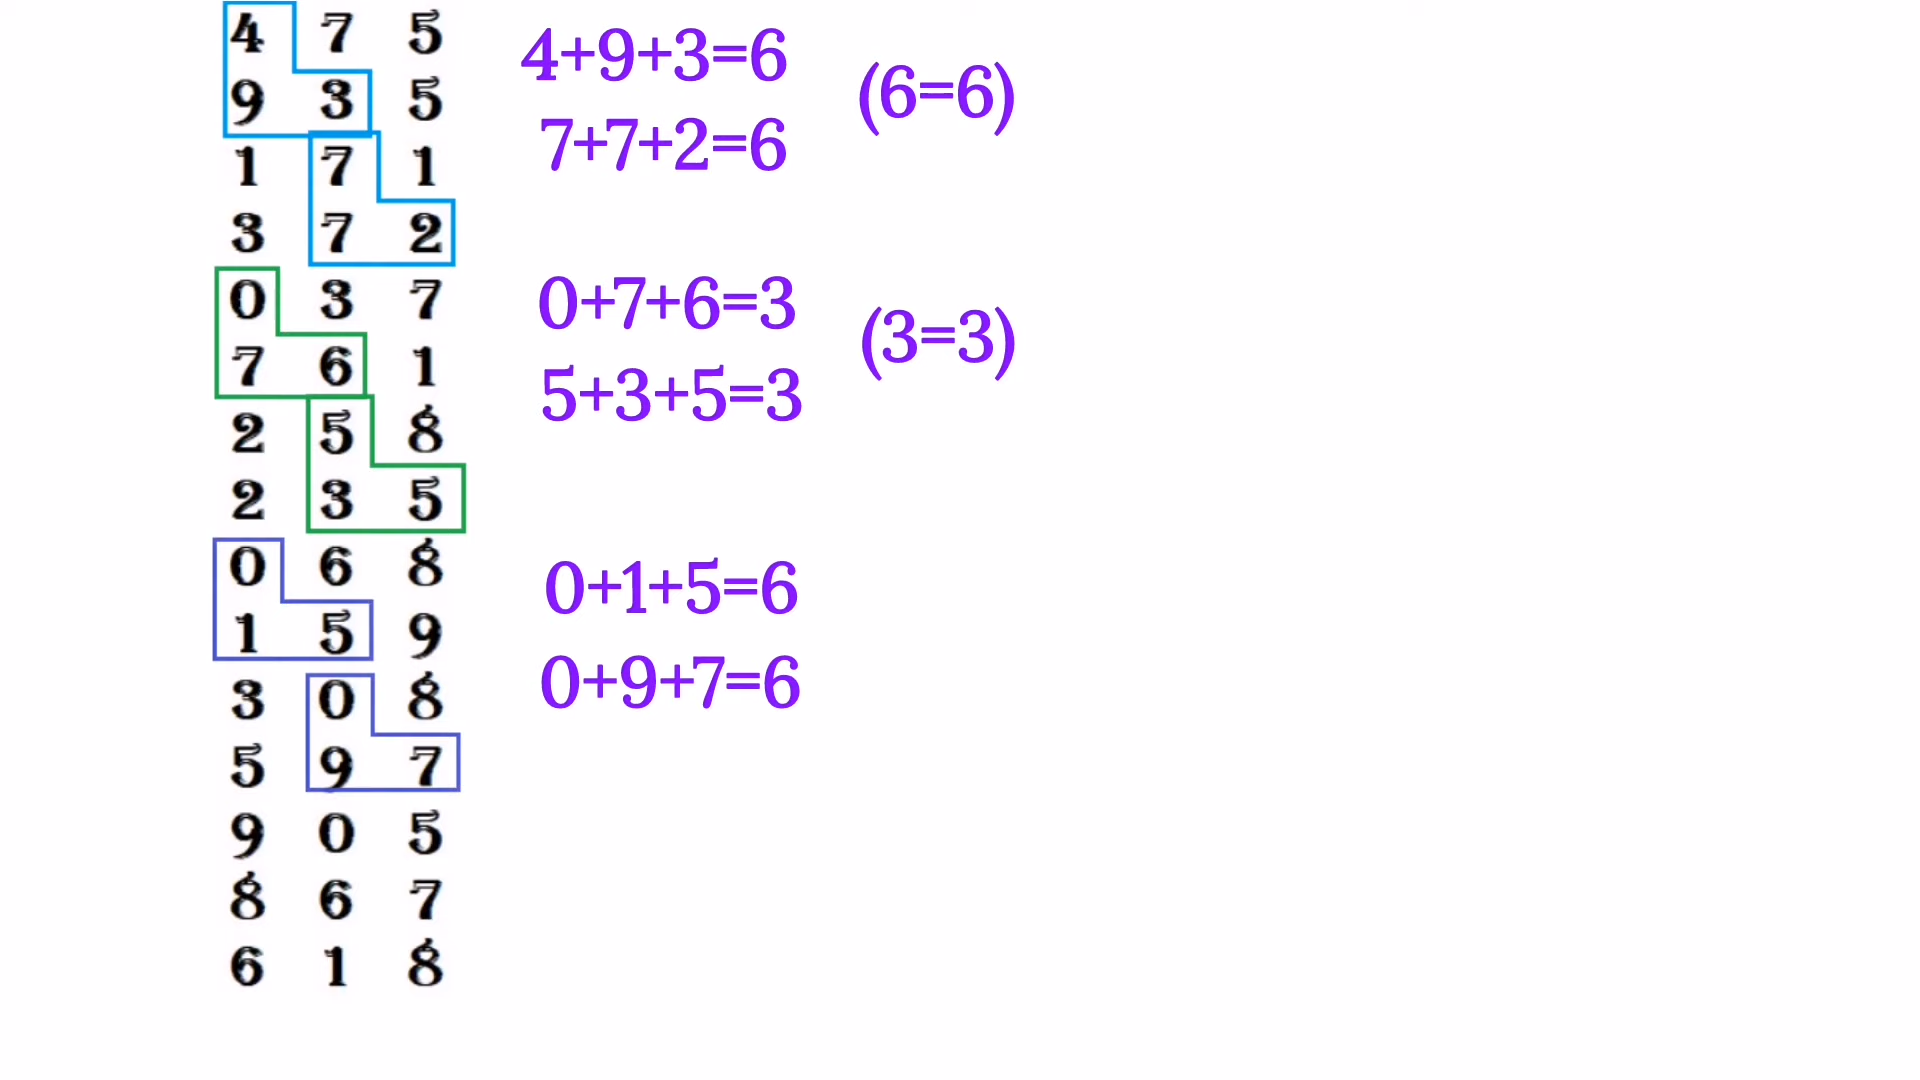 4 7 5
9 3 5
1 7 1
3 7 2
0 3 7
7 6 1
2 5 8
2 3 5
0 6 8
1 5 9
3 0 8
5 9 7
9 0 5
8 6 7
6 1 8
4+9+3=6
7+7+2=6
(6=6)
0+7+6=3
5+3+5=3
(3=3)
0+1+5=6
0+9+7=6